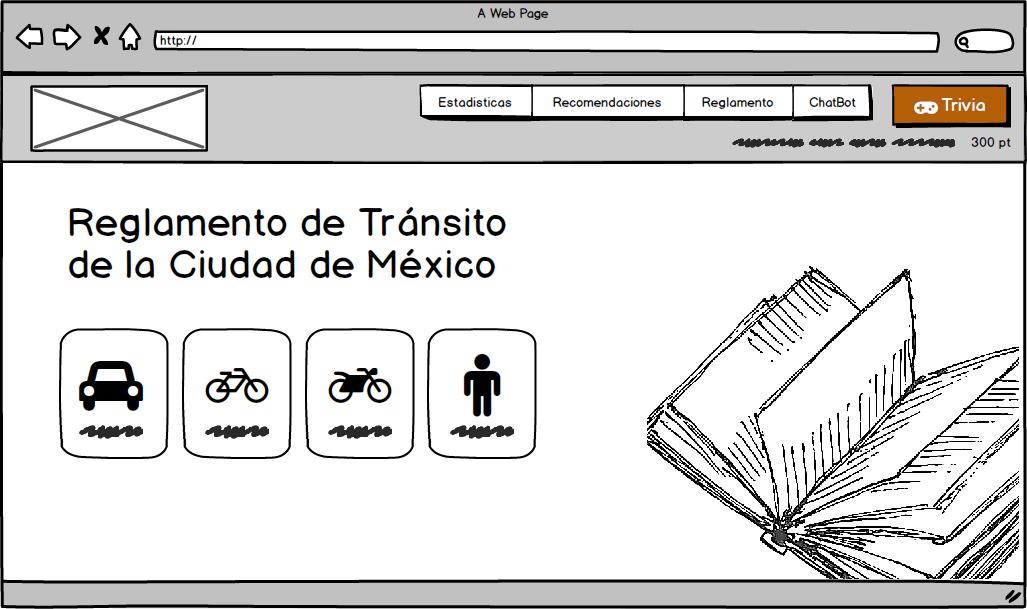 A Web Page
http://
Estadisticas Recomendaciones Reglamento ChatBot Trivia
300 pt
Reglamento de Tránsito
de la Ciudad de México